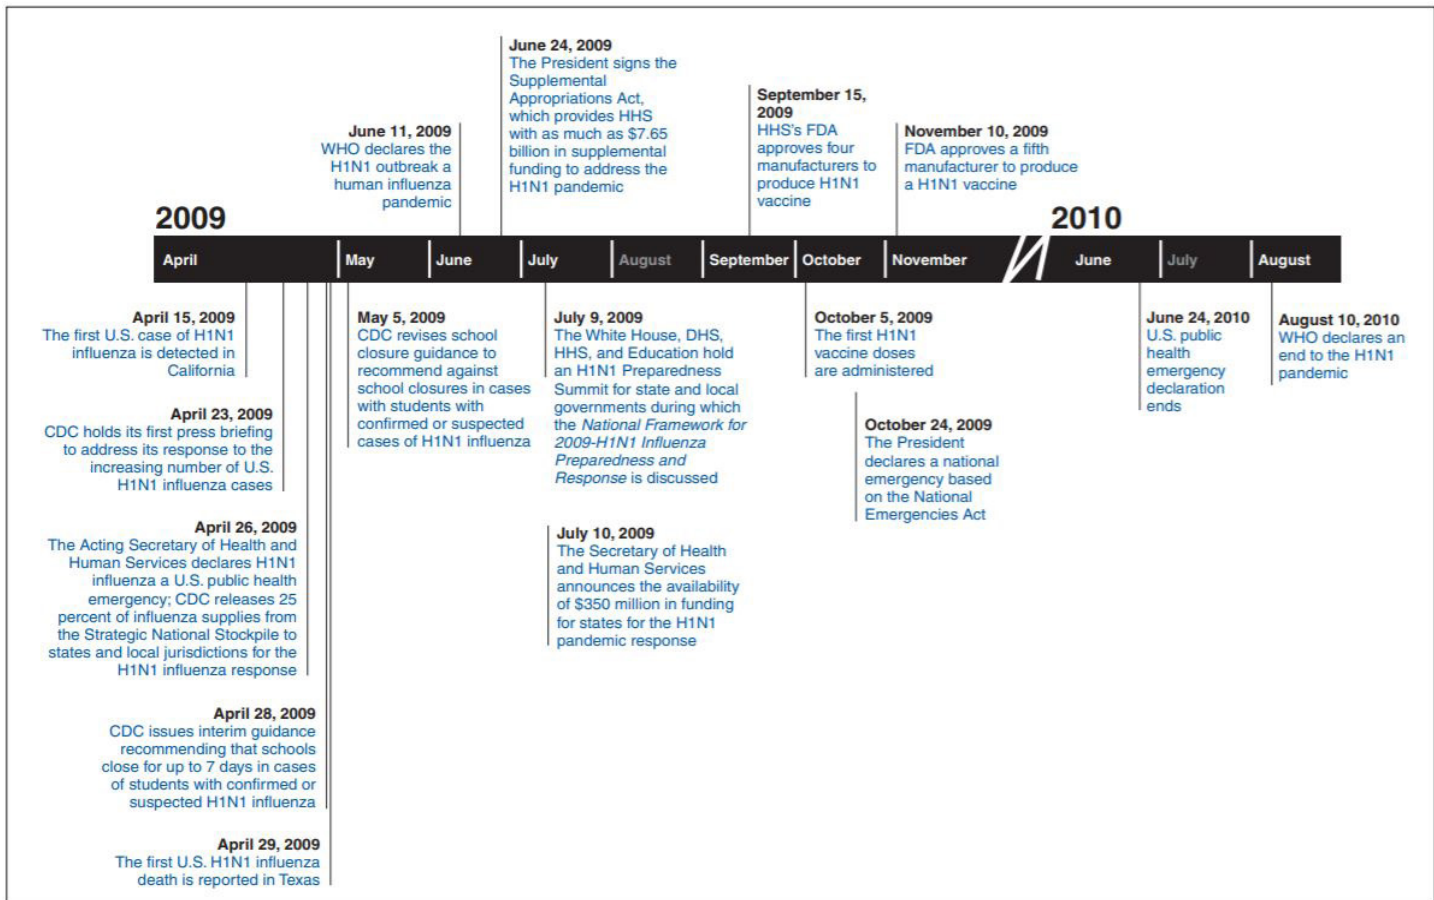 June 24, 2009
The President signs the
Supplemental
Appropriations Act,
which provides HHS
with as much as $7.65
billion in supplemental
funding to address the
H1N1 pandemic
September 15,
2009
HHS's FDA
approves four
manufacturers to
produce H1N1
vaccine
June 11, 2009
WHO declares the
H1N1 outbreak a
human influenza
pandemic
November 10, 2009
FDA approves a fifth
manufacturer to produce
a H1N1 vaccine
2009
2010
April
May
June
July
August
September
October
November
June
July
August
April 15, 2009
The first U.S. case of H1N1
influenza is detected in
California
April 23, 2009
CDC holds its first press briefing
to address its response to the
increasing number of U.S.
H1N1 influenza cases
April 26, 2009
The Acting Secretary of Health and
Human Services declares H1N1
influenza a U.S. public health
emergency; CDC releases 25
percent of influenza supplies from
the Strategic National Stockpile to
states and local jurisdictions for the
H1N1 influenza response
April 28, 2009
CDC issues interim guidance
recommending that schools
close for up to 7 days in cases
of students with confirmed or
suspected H1N1 influenza
April 29, 2009
The first U.S. H1N1 influenza
death is reported in Texas
May 5, 2009
CDC revises school
closure guidance to
recommend against
school closures in cases
with students with
confirmed or suspected
cases of H1N1 influenza
July 9, 2009
The White House, DHS,
HHS, and Education hold
an H1N1 Preparedness
Summit for state and local
governments during which
the National Framework for
2009-H1N1 Influenza
Preparedness and
Response is discussed
July 10, 2009
The Secretary of Health
and Human Services
announces the availability
of $350 million in funding
for states for the H1N1
pandemic response
October 5, 2009
The first H1N1
vaccine doses
are administered
October 24, 2009
The President
declares a national
emergency based
on the National
Emergencies Act
June 24, 2010
U.S. public
health
emergency
declaration
ends
August 10, 2010
WHO declares an
end to the H1N1
pandemic